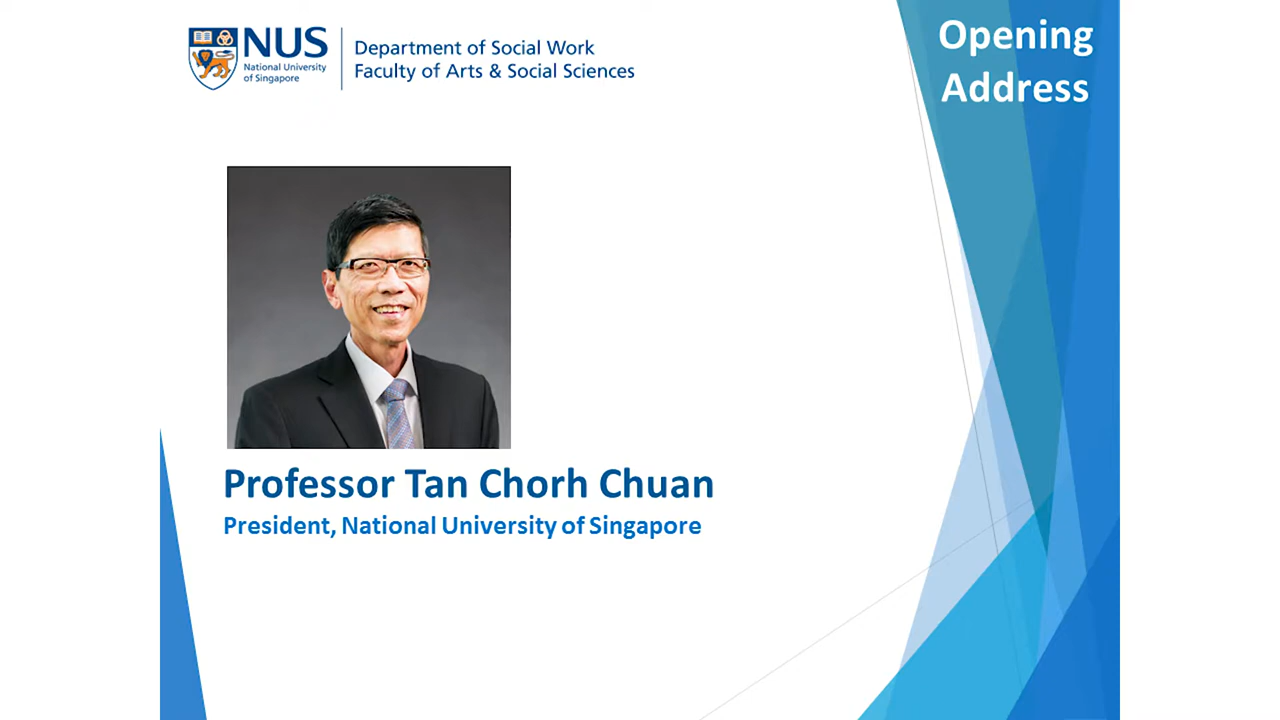 NUS
National University
of Singapore
Department of Social Work
Faculty of Arts & Social Sciences
Opening
Address
Professor Tan Chorh Chuan
President, National University of Singapore